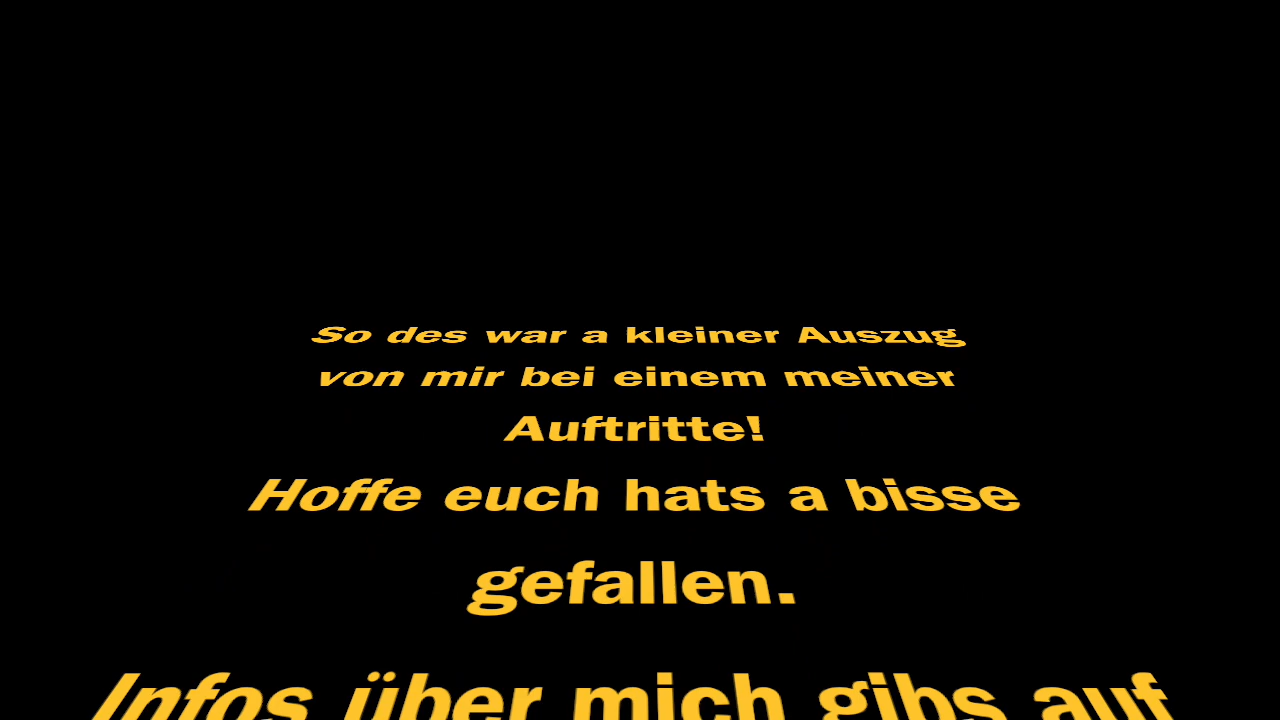 So des war a kleiner Auszug
von mir bei einem meiner
Auftritte!
Hoffe euch hats a bisse
gefallen.
Infos über mich gibs auf